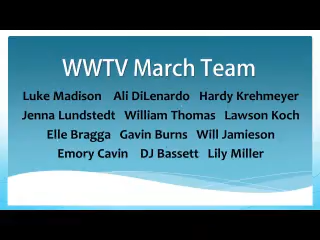 WWTV March Team
Luke Madison Ali DiLenardo Hardy Krehmeyer
Jenna Lundstedt William Thomas Lawson Koch
Elle Bragga Gavin Burns Will Jamieson
Emory Cavin DJ Bassett Lily Miller